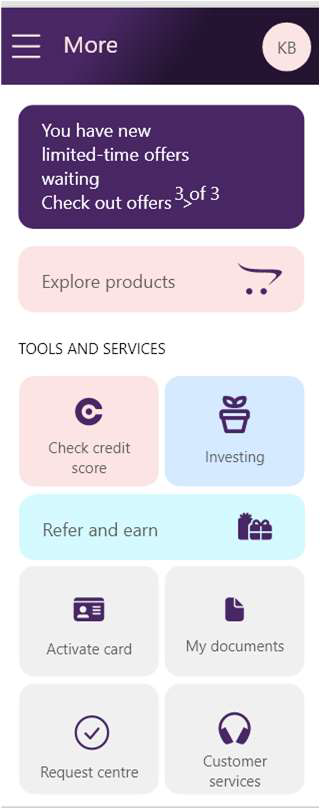 More
KB
You have new
limited-time offers
waiting
Check out offers >
3 of 3
Explore products
TOOLS AND SERVICES
Check credit
score
Investing
Refer and earn
Activate card
My documents
Request centre
Customer
services